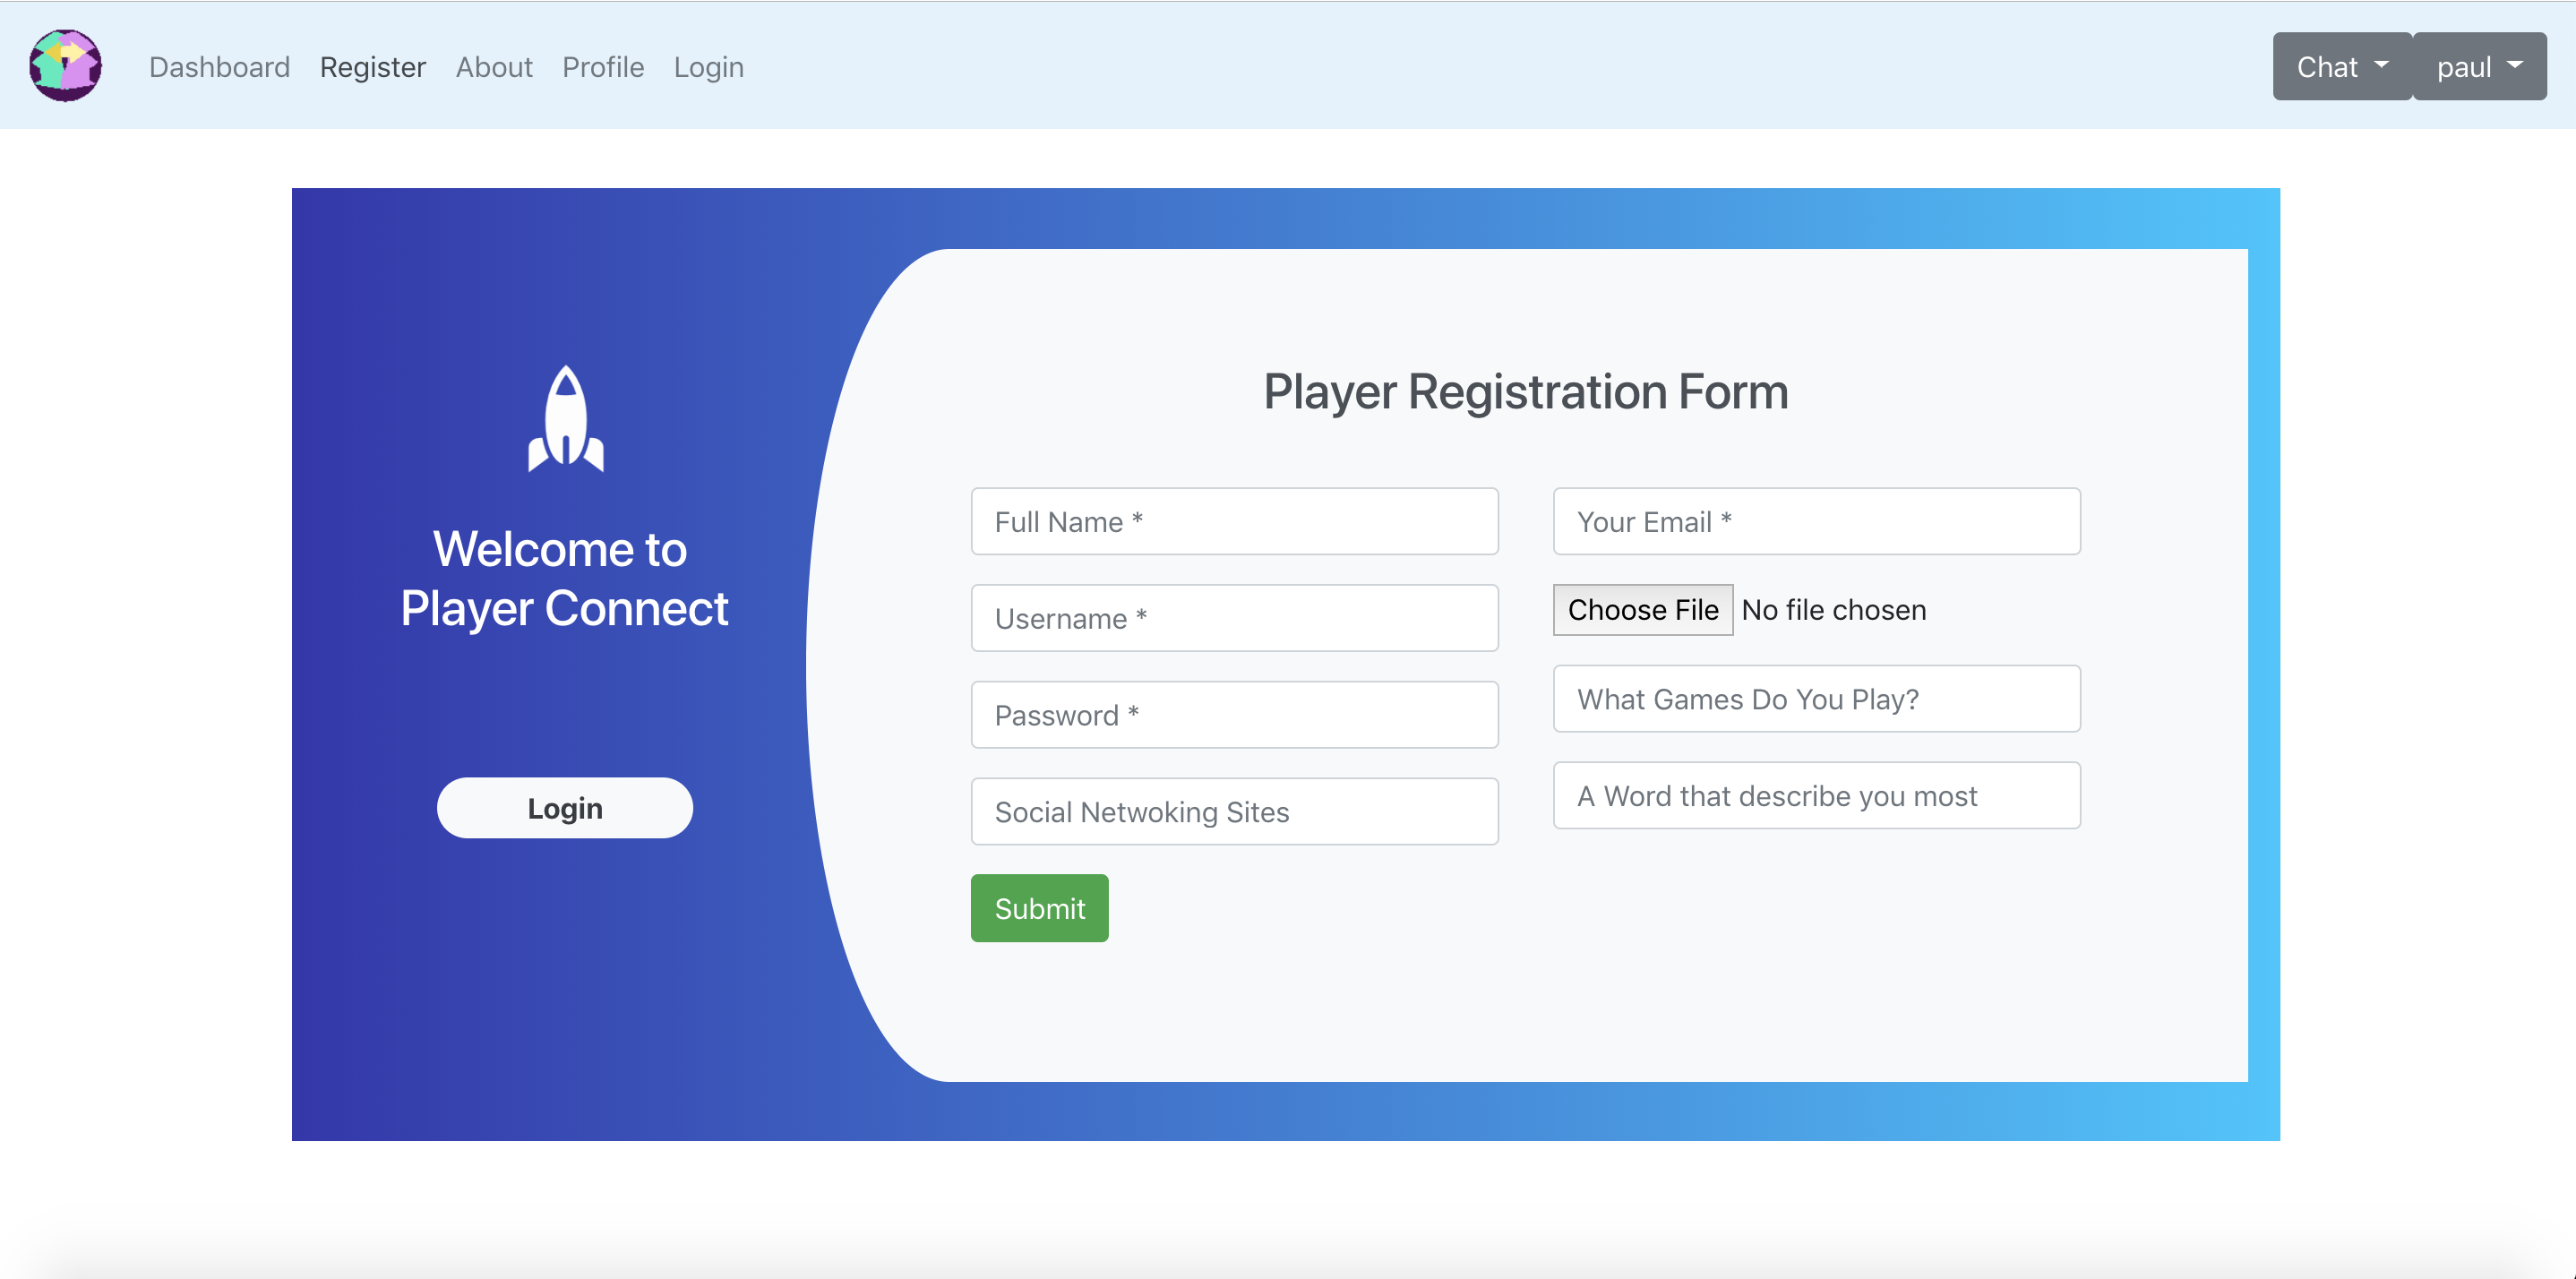 Dashboard Register About Profile Login Chat paul
Welcome to
Player Connect
Login
Player Registration Form
Full Name *
Username *
Password *
Social Netwoking Sites
Submit
Your Email *
Choose File No file chosen
What Games Do You Play?
A Word that describe you most